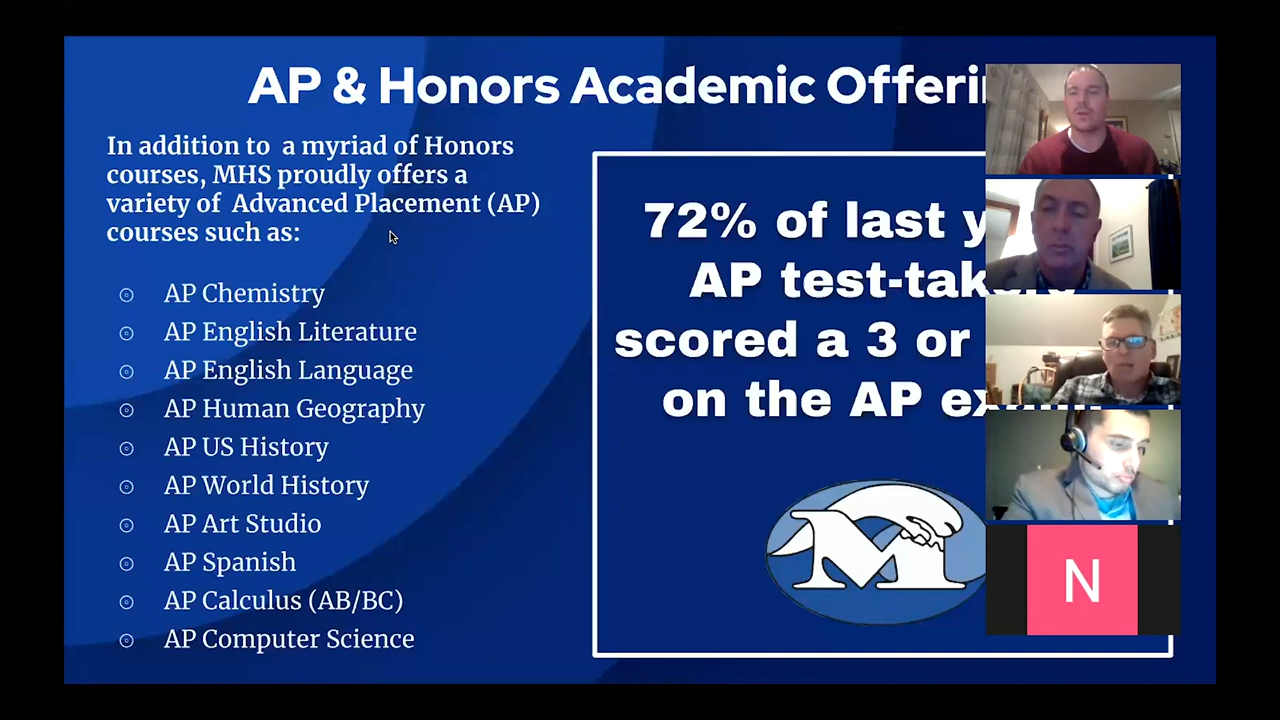 AP & Honors Academic
In addition to a myriad of Honors
courses, MHS proudly offers a
variety of Advanced Placement (AP)
courses such as:
AP Chemistry
AP English Literature
AP English Language
AP Human Geography
AP US History
AP World History
AP Art Studio
AP Spanish
AP Calculus (AB/BC)
AP Computer Science
72% of last
AP
scored a 3 or
on the AP
M
N